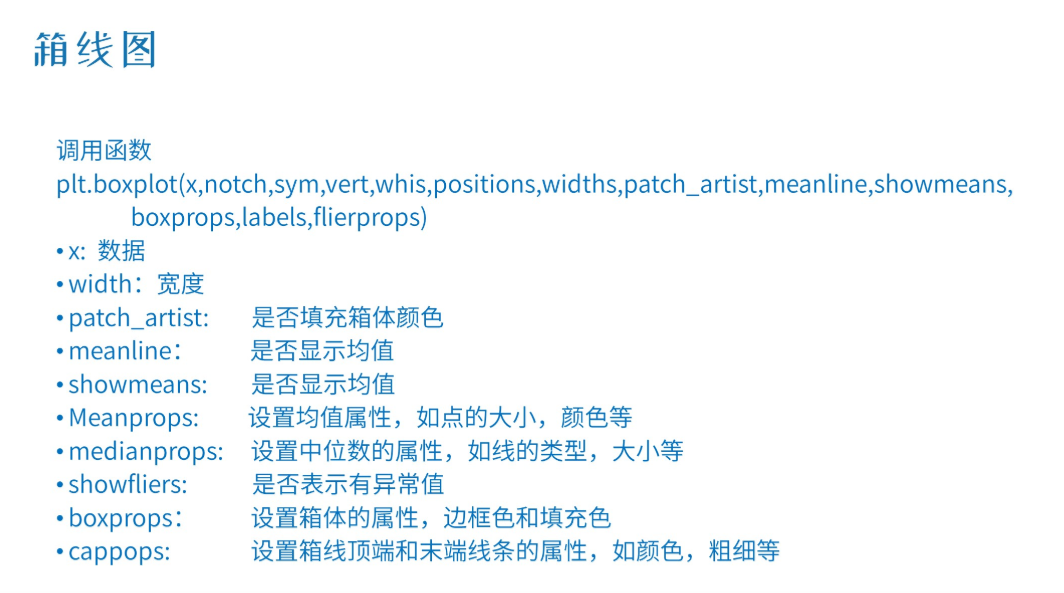 箱线图
调用函数
plt.boxplot(x,notch,sym,vert,whis,positions,widths,patch_artist,meanline,showmeans,
boxprops,labels,flierprops)
• x: 数据
• width：宽度
• patch_artist: 是否填充箱体颜色
• meanline： 是否显示均值
• showmeans: 是否显示均值
• Meanprops: 设置均值属性，如点的大小，颜色等
• medianprops: 设置中位数的属性，如线的类型，大小等
• showfliers: 是否表示有异常值
• boxprops： 设置箱体的属性，边框色和填充色
• cappops: 设置箱线顶端和末端线条的属性，如颜色，粗细等